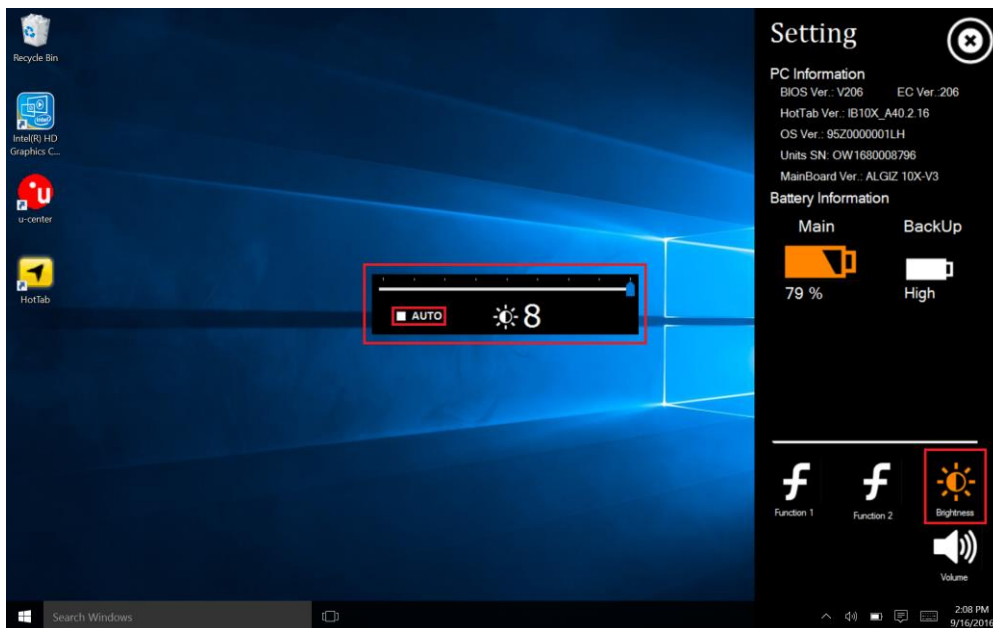 Recycle Bin
Intel(R) HD
Graphics C...
u-center
HotTab
AUTO
8
Setting
PC Information
BIOS Ver.: V206 EC Ver.:206
HotTab Ver.: IB10X_A40.2.16
OS Ver.: 95Z0000001LH
Units SN: OW1680008796
MainBoard Ver.: ALGIZ 10X-V3
Battery Information
Main BackUp
79 % High
Function 1 Function 2 Brightness
Volume
Search Windows
2:08 PM
9/16/2016